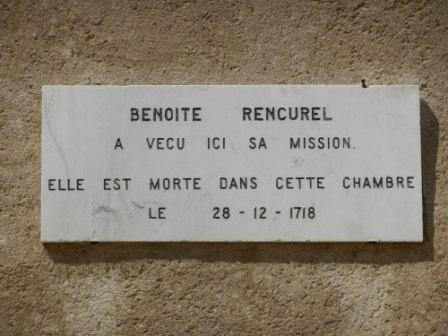 BENOITE RENCUREL
A VECU ICI SA MISSION.
ELLE EST MORTE DANS CETTE CHAMBRE
LE 28 - 12 - 1718